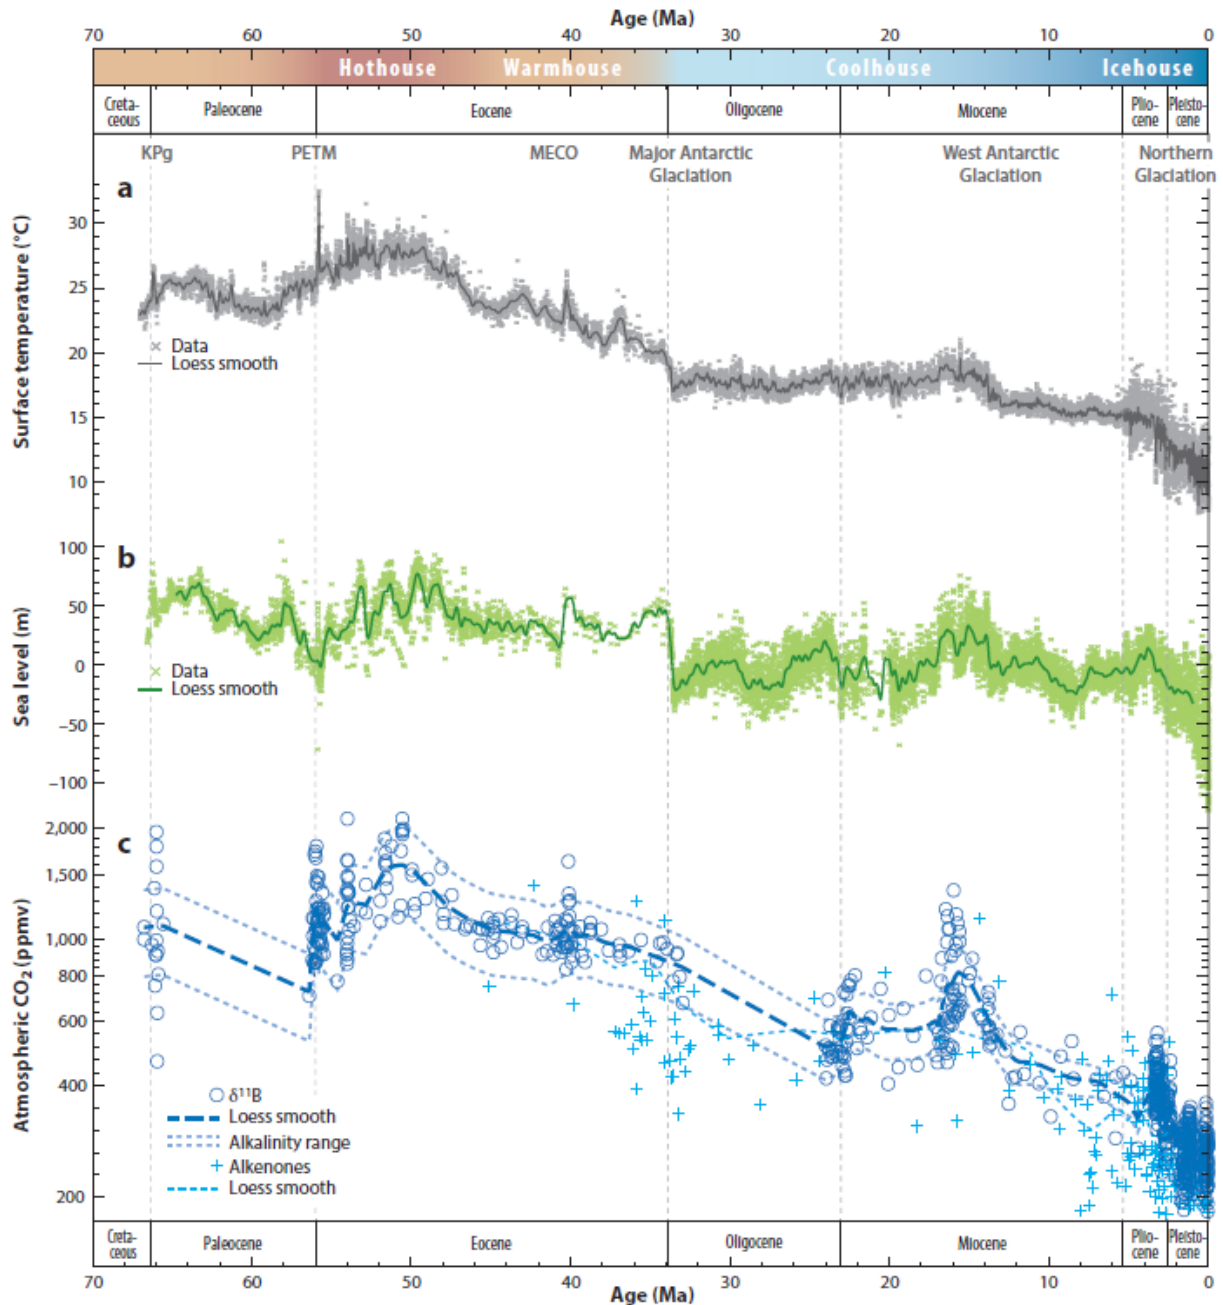 Age (Ma)
70 60 50 40 30 20 10 0
Hothouse Warmhouse Coolhouse Icehouse
Creta-
ceous
Paleocene
Eocene
Oligocene
Miocene
Plio-
cene
Pleisto-
cene
KPg
PETM
MECO
Major Antarctic
Glaciation
West Antarctic
Glaciation
Northern
Glaciation
a
Surface temperature (°C)
30
25
20
15
10
Data
Loess smooth
b
Sea level (m)
100
50
0
−50
−100
Data
Loess smooth
c
Atmospheric CO₂ (ppmv)
2,000
1,500
1,000
800
600
400
200
δ¹¹B
Loess smooth
Alkalinity range
Alkenones
Loess smooth
Creta-
ceous
Paleocene
Eocene
Oligocene
Miocene
Plio-
cene
Pleisto-
cene
70 60 50 40 30 20 10 0
Age (Ma)